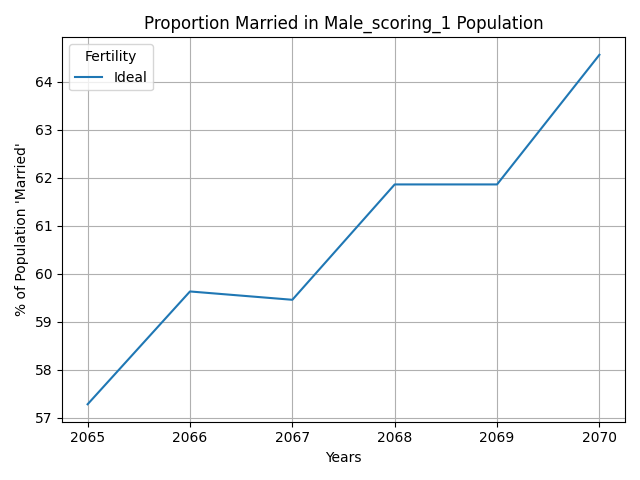 Proportion Married in Male_scoring_1 Population
Fertility
Ideal
% of Population 'Married'
64
63
62
61
60
59
58
57
2065 2066 2067 2068 2069 2070
Years